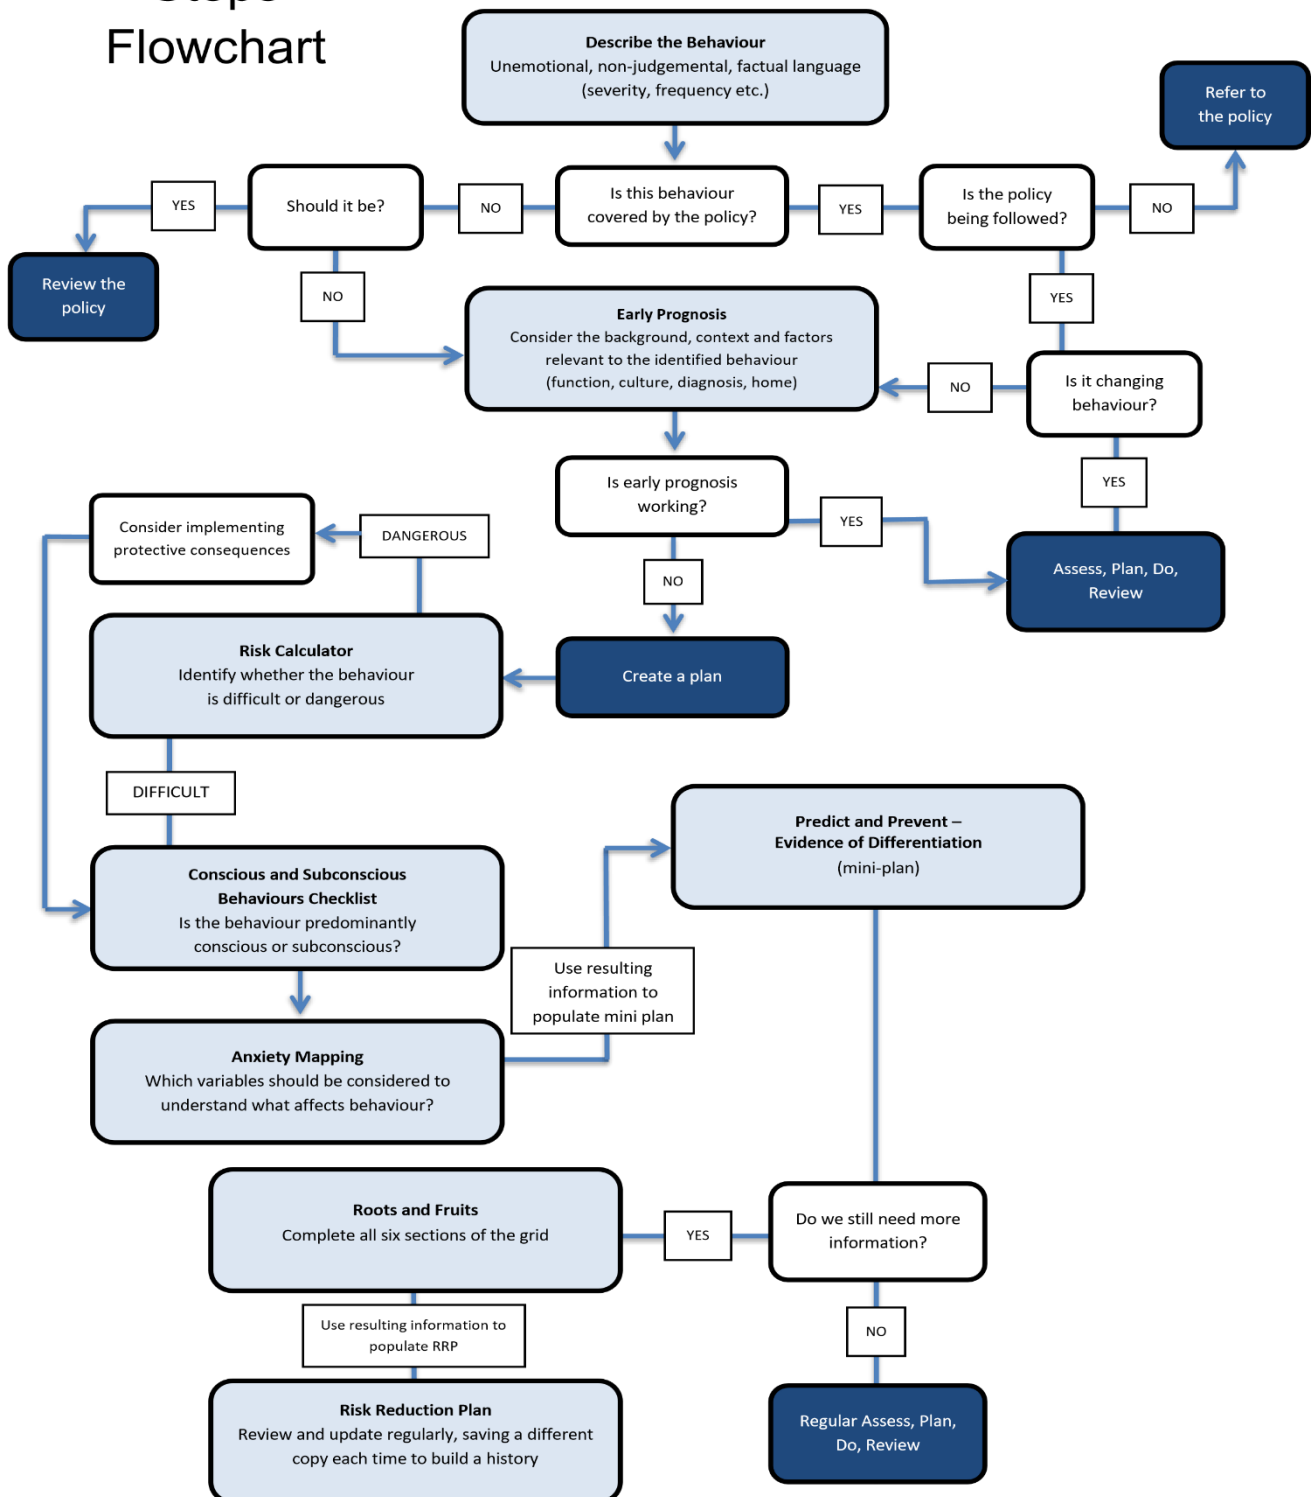 Flowchart
Describe the Behaviour
Unemotional, non-judgemental, factual language
(severity, frequency etc.)
Refer to
the policy
YES
Should it be?
NO
Is this behaviour
covered by the policy?
YES
Is the policy
being followed?
NO
Review the
policy
NO
YES
Early Prognosis
Consider the background, context and factors
relevant to the identified behaviour
(function, culture, diagnosis, home)
NO
Is it changing
behaviour?
Is early prognosis
working?
YES
YES
Consider implementing
protective consequences
DANGEROUS
NO
Assess, Plan, Do,
Review
Risk Calculator
Identify whether the behaviour
is difficult or dangerous
Create a plan
DIFFICULT
Predict and Prevent –
Evidence of Differentiation
(mini-plan)
Conscious and Subconscious
Behaviours Checklist
Is the behaviour predominantly
conscious or subconscious?
Use resulting
information to
populate mini plan
Anxiety Mapping
Which variables should be considered to
understand what affects behaviour?
Roots and Fruits
Complete all six sections of the grid
YES
Do we still need more
information?
Use resulting information to
populate RRP
NO
Risk Reduction Plan
Review and update regularly, saving a different
copy each time to build a history
Regular Assess, Plan,
Do, Review